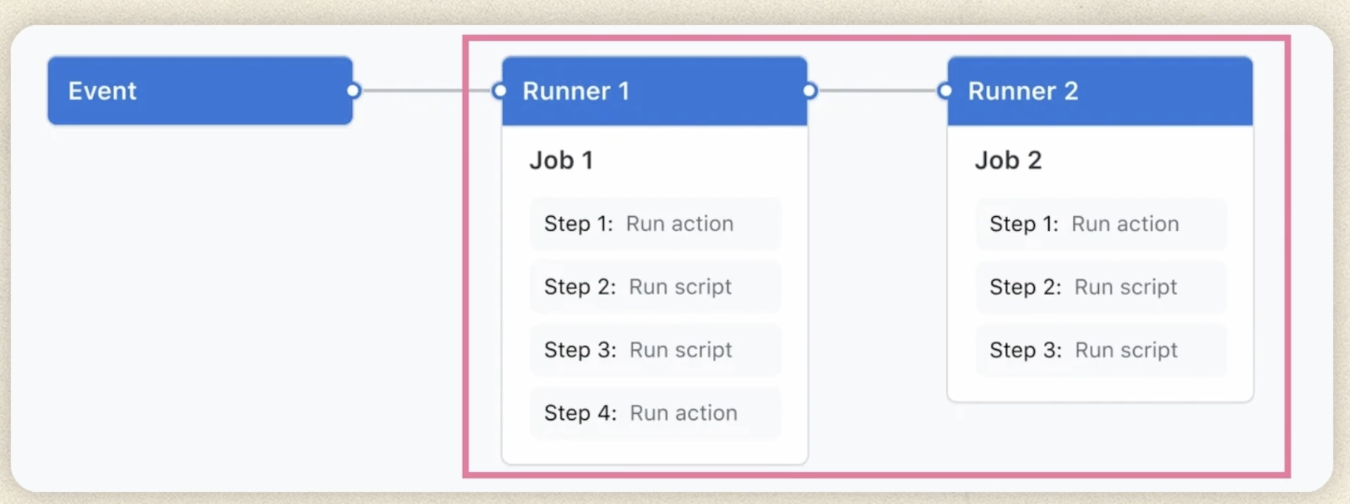 Event
Runner 1
Job 1
Step 1: Run action
Step 2: Run script
Step 3: Run script
Step 4: Run action
Runner 2
Job 2
Step 1: Run action
Step 2: Run script
Step 3: Run script